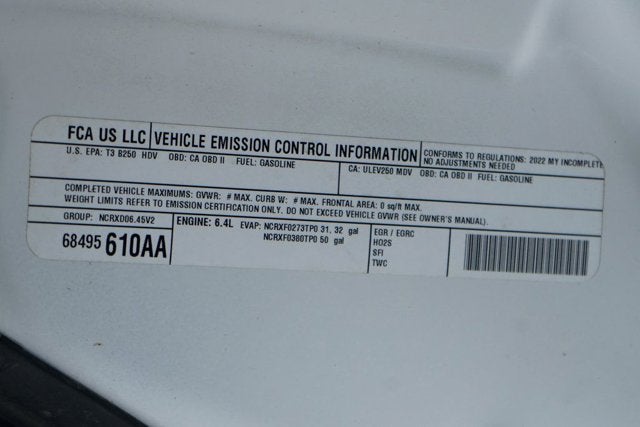 FCA US LLC VEHICLE EMISSION CONTROL INFORMATION
CONFORMS TO REGULATIONS: 2022 MY INCOMPLETE
NO ADJUSTMENTS NEEDED
U.S. EPA: T3 B250 HDV OBD: CA OBD II FUEL: GASOLINE
CA: ULEV250 MDV OBD: CA OBD II FUEL: GASOLINE
COMPLETED VEHICLE MAXIMUMS: GVWR: # MAX. CURB W: # MAX. FRONTAL AREA: 0 sq/ft MAX.
WEIGHT LIMITS REFER TO EMISSION CERTIFICATION ONLY. DO NOT EXCEED VEHICLE GVWR (SEE OWNER'S MANUAL).
GROUP: NCRXD06.45V2
68495 610AA
ENGINE: 6.4L EVAP: NCRXF0273TP0 31, 32 gal
NCRXF0360TP0 50 gal
EGR / EGRC
HO2S
SFI
TWC